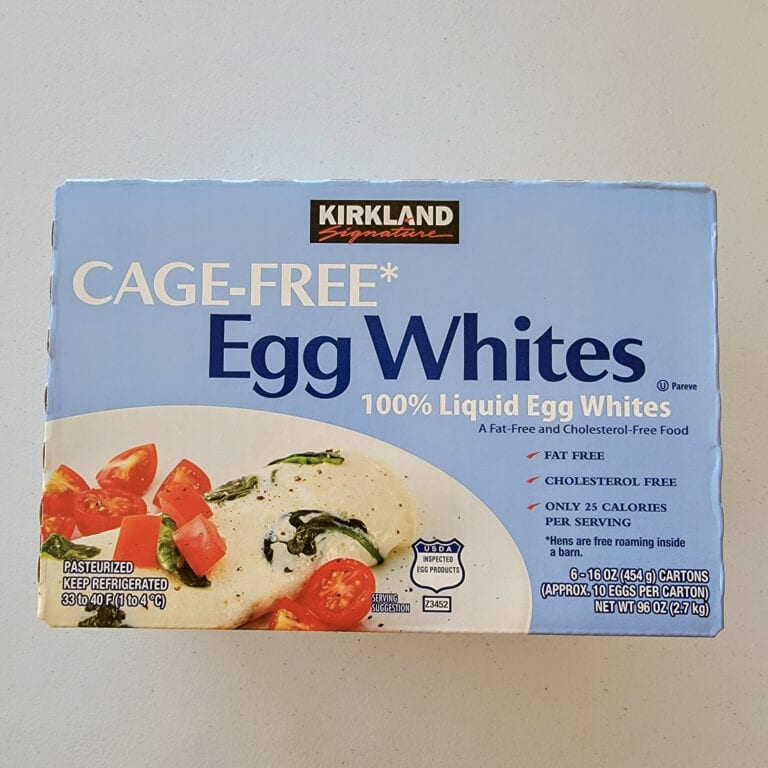 KIRKLAND
Signature
CAGE-FREE*
Egg Whites
Ⓤ Pareve
100% Liquid Egg Whites
A Fat-Free and Cholesterol-Free Food
FAT FREE
CHOLESTEROL FREE
ONLY 25 CALORIES
PER SERVING
*Hens are free roaming inside
a barn.
USDA
INSPECTED
EGG PRODUCTS
Z3452
PASTEURIZED
KEEP REFRIGERATED
33 to 40 F (1 to 4 °C)
SERVING
SUGGESTION
6 - 16 OZ (454 g) CARTONS
(APPROX. 10 EGGS PER CARTON)
NET WT 96 OZ (2.7 kg)